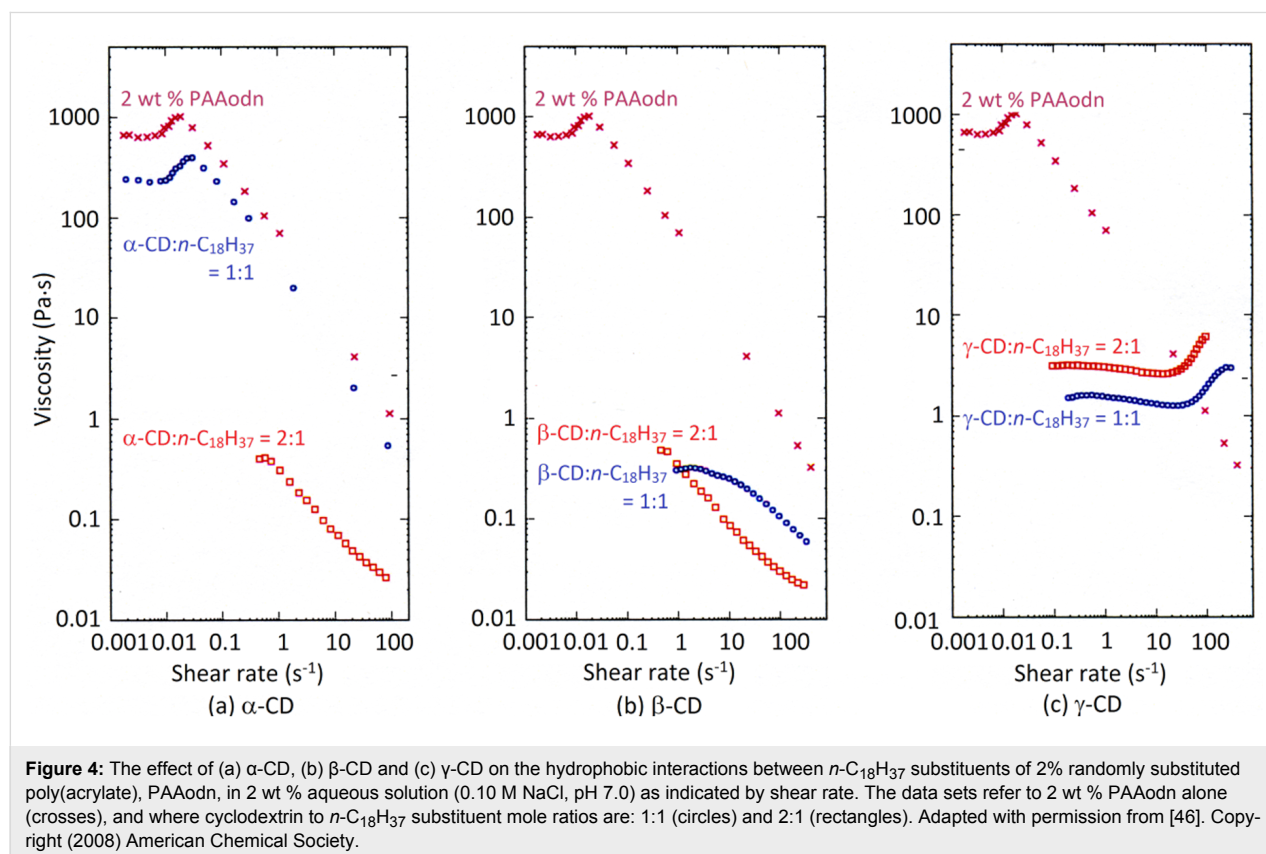 Viscosity (Pa·s)
1000
100
10
1
0.1
0.01
2 wt % PAAodn
α-CD:n-C₁₈H₃₇
= 1:1
α-CD:n-C₁₈H₃₇ = 2:1
0.001 0.01 0.1 1 10 100
Shear rate (s⁻¹)
(a) α-CD
1000
100
10
1
0.1
0.01
2 wt % PAAodn
β-CD:n-C₁₈H₃₇ = 2:1
β-CD:n-C₁₈H₃₇
= 1:1
0.001 0.01 0.1 1 10 100
Shear rate (s⁻¹)
(b) β-CD
1000
100
10
1
0.1
0.01
2 wt % PAAodn
γ-CD:n-C₁₈H₃₇ = 2:1
γ-CD:n-C₁₈H₃₇ = 1:1
0.001 0.01 0.1 1 10 100
Shear rate (s⁻¹)
(c) γ-CD
Figure 4: The effect of (a) α-CD, (b) β-CD and (c) γ-CD on the hydrophobic interactions between n-C₁₈H₃₇ substituents of 2% randomly substituted
poly(acrylate), PAAodn, in 2 wt % aqueous solution (0.10 M NaCl, pH 7.0) as indicated by shear rate. The data sets refer to 2 wt % PAAodn alone
(crosses), and where cyclodextrin to n-C₁₈H₃₇ substituent mole ratios are: 1:1 (circles) and 2:1 (rectangles). Adapted with permission from [46]. Copy-
right (2008) American Chemical Society.